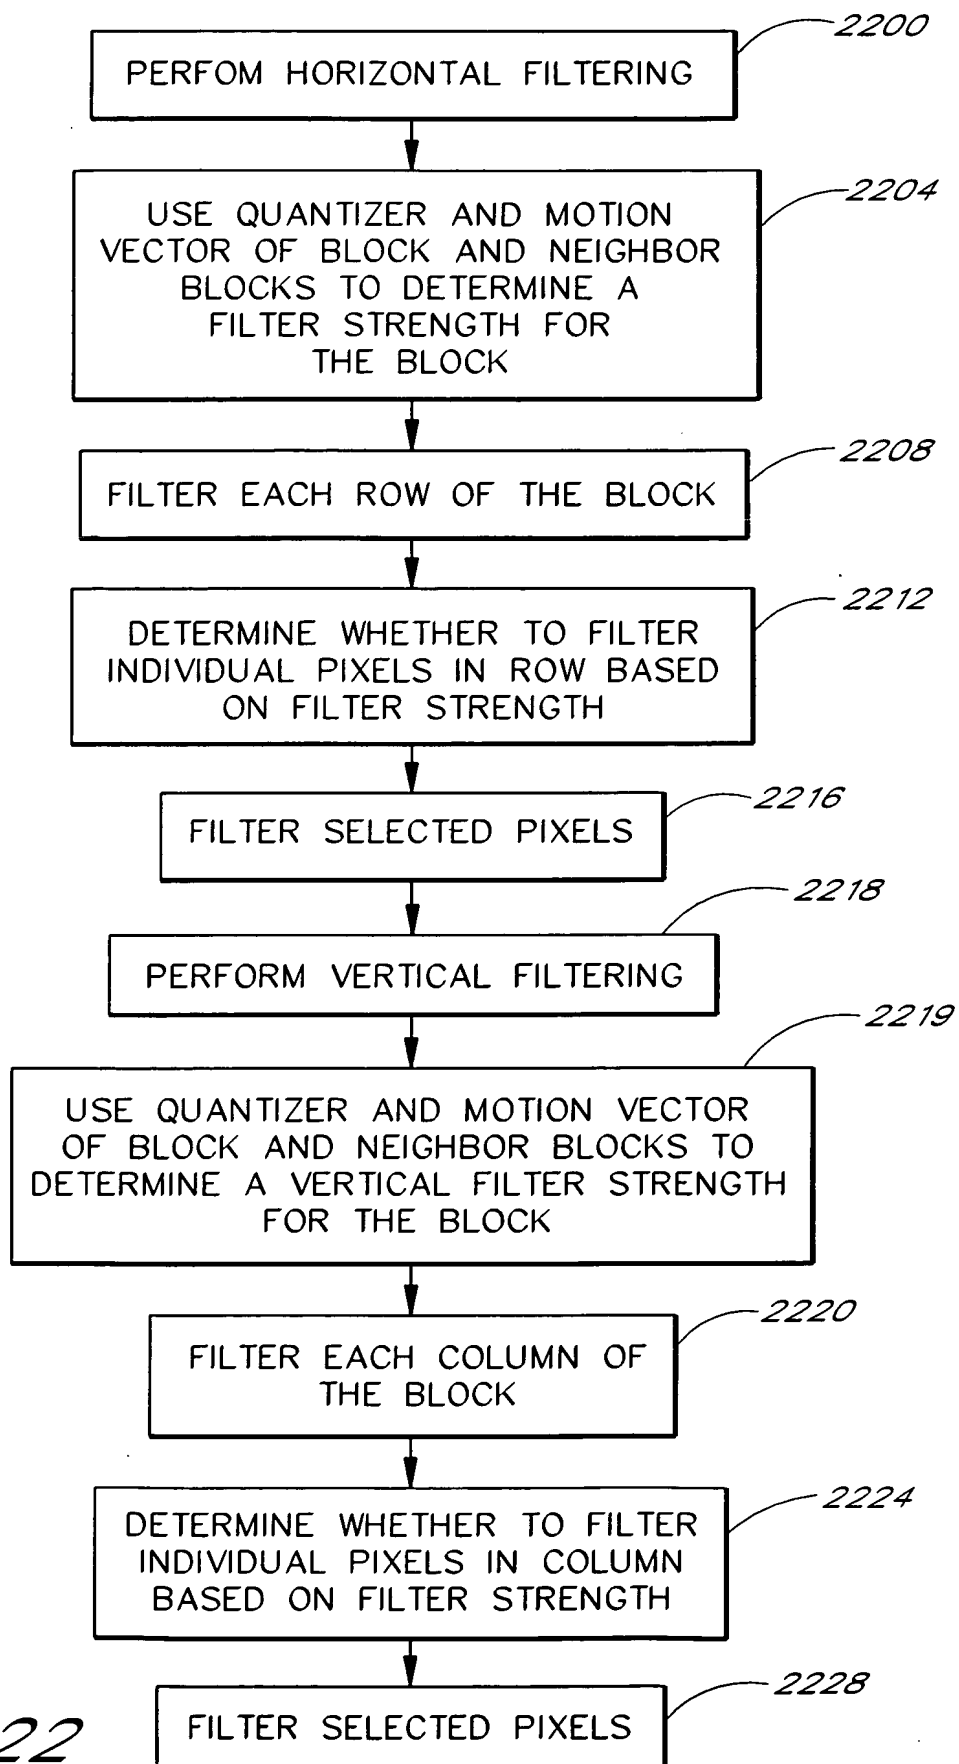 2200
PERFOM HORIZONTAL FILTERING
2204
USE QUANTIZER AND MOTION
VECTOR OF BLOCK AND NEIGHBOR
BLOCKS TO DETERMINE A
FILTER STRENGTH FOR
THE BLOCK
2208
FILTER EACH ROW OF THE BLOCK
2212
DETERMINE WHETHER TO FILTER
INDIVIDUAL PIXELS IN ROW BASED
ON FILTER STRENGTH
2216
FILTER SELECTED PIXELS
2218
PERFORM VERTICAL FILTERING
2219
USE QUANTIZER AND MOTION VECTOR
OF BLOCK AND NEIGHBOR BLOCKS TO
DETERMINE A VERTICAL FILTER STRENGTH
FOR THE BLOCK
2220
FILTER EACH COLUMN OF
THE BLOCK
2224
DETERMINE WHETHER TO FILTER
INDIVIDUAL PIXELS IN COLUMN
BASED ON FILTER STRENGTH
2228
FILTER SELECTED PIXELS
22